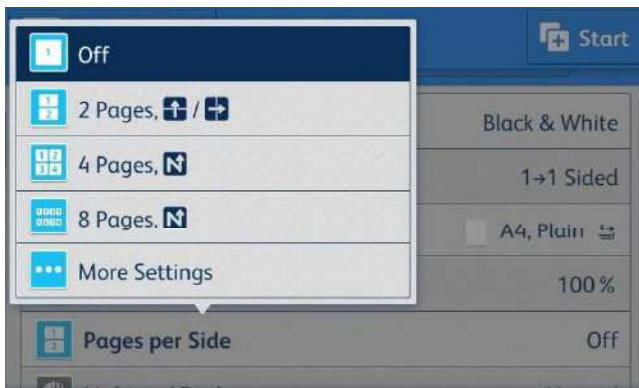 Off
Start
2 Pages, /
Black & White
4 Pages,
1→1 Sided
8 Pages.
A4, Plain
More Settings
100%
Pages per Side
Off